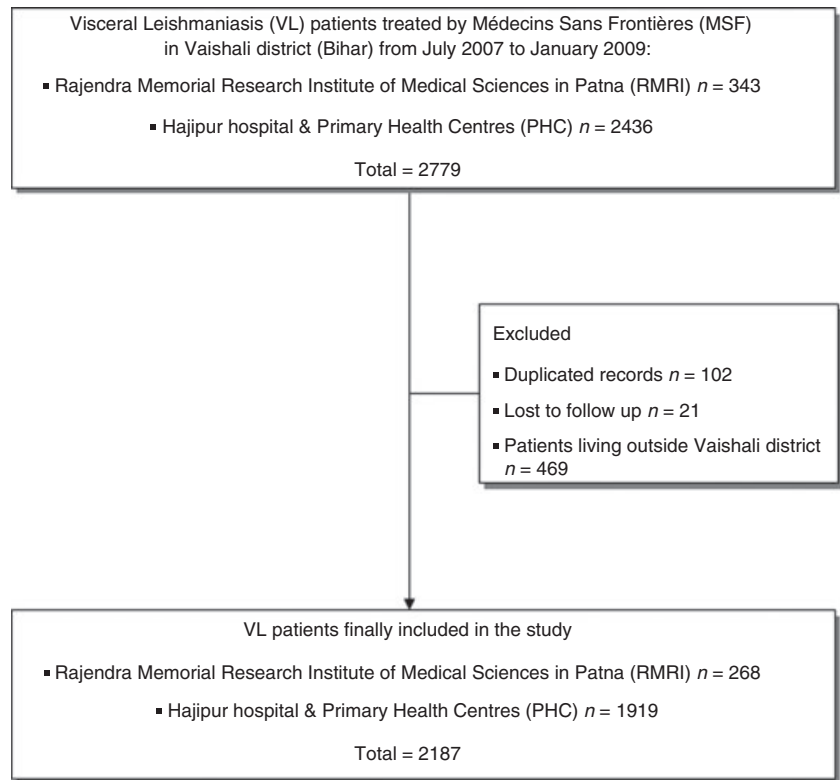 Visceral Leishmaniasis (VL) patients treated by Médecins Sans Frontières (MSF)
in Vaishali district (Bihar) from July 2007 to January 2009:
▪ Rajendra Memorial Research Institute of Medical Sciences in Patna (RMRI) n = 343
▪ Hajipur hospital & Primary Health Centres (PHC) n = 2436
Total = 2779
Excluded
▪ Duplicated records n = 102
▪ Lost to follow up n = 21
▪ Patients living outside Vaishali district
n = 469
VL patients finally included in the study
▪ Rajendra Memorial Research Institute of Medical Sciences in Patna (RMRI) n = 268
▪ Hajipur hospital & Primary Health Centres (PHC) n = 1919
Total = 2187